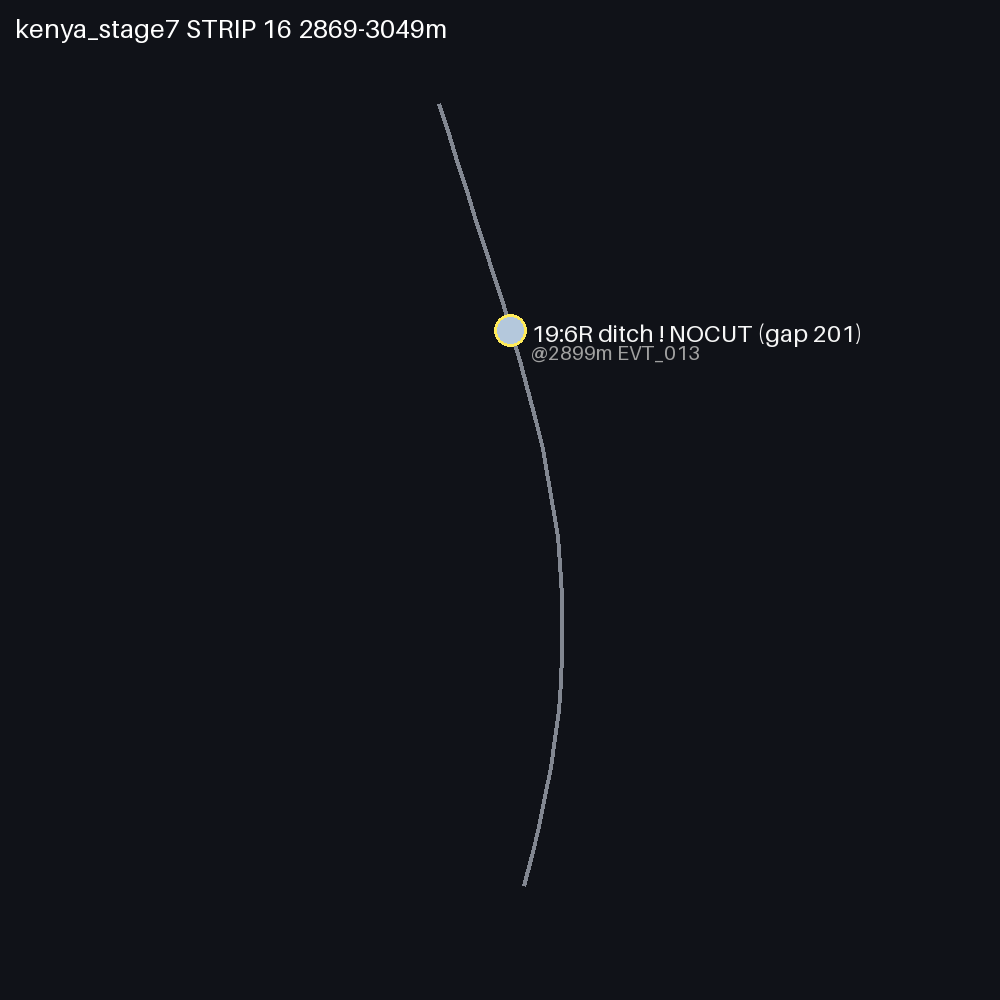 kenya_stage7 STRIP 16 2869-3049m
19:6R ditch ! NOCUT (gap 201)
@2899m EVT_013